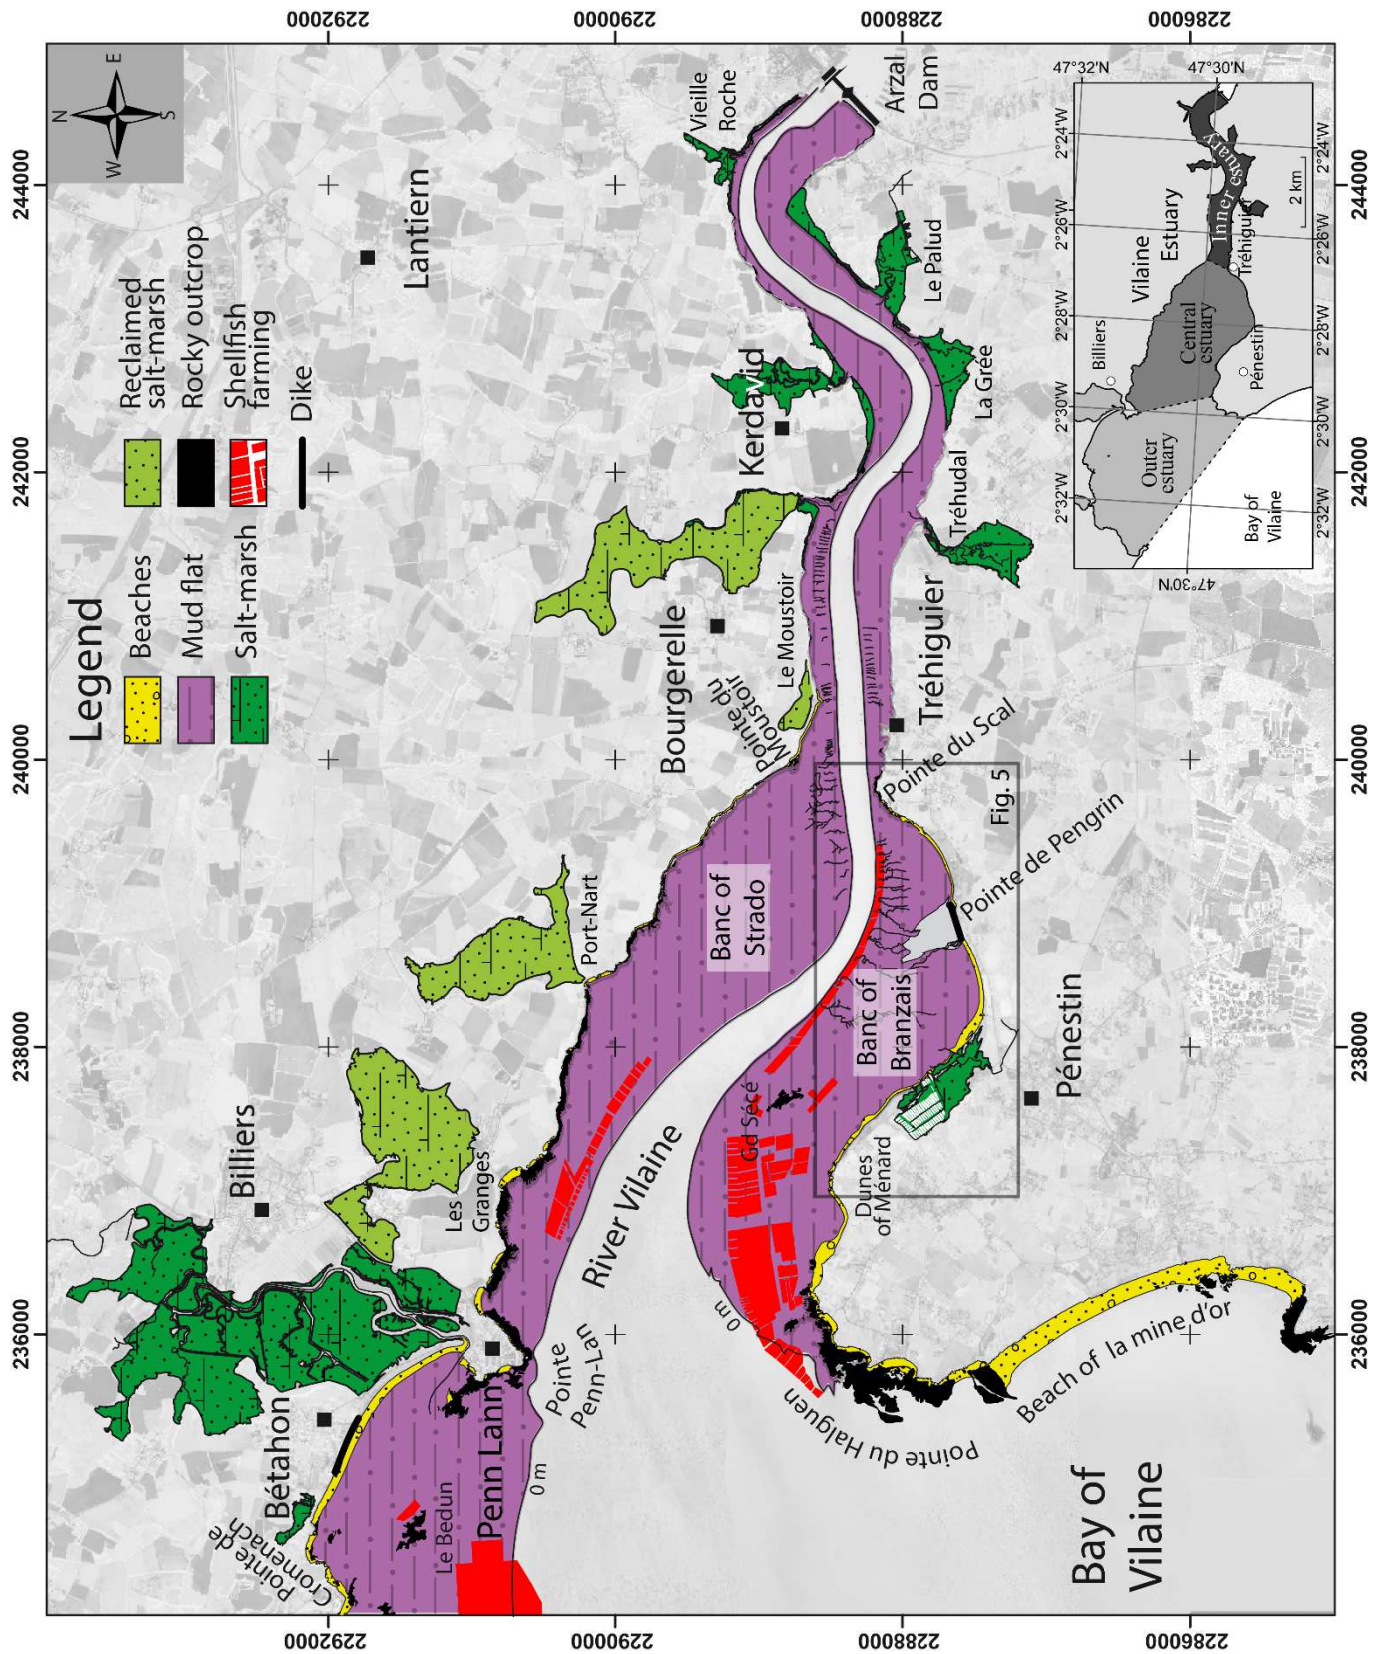 Legend
Beaches
Mud flat
Salt-marsh
Reclaimed
salt-marsh
Rocky outcrop
Shellfish
farming
Dike
N
E
S
W
234000
236000
238000
240000
242000
244000
236000
238000
240000
242000
244000
2292000
2290000
2288000
2286000
2292000
2290000
2288000
2286000
Billiers
Bétahon
Pointe de
Cromenach
Le Bedun
Penn Lann
Pointe
Penn-Lan
0 m
Les
Granges
Port-Nart
Bourgerelle
Pointe du
Moustoir
Le Moustoir
Kerdavid
Lantiern
Vieille
Roche
Arzal
Dam
Le Palud
La Grée
Tréhudal
Tréhiguier
Pointe du Scal
Fig. 5
Pointe de Pengrin
Banc of
Strado
Banc of
Branzais
River Vilaine
Gd Sécé
Dunes
of Ménard
Pénestin
0 m
Pointe du Halguen
Beach of la mine d'or
Bay of
Vilaine
47°32'N
47°30'N
47°30'N
2°32'W
2°30'W
2°28'W
2°26'W
2°24'W
2°32'W
2°30'W
2°28'W
2°26'W
2°24'W
Billiers
Vilaine
Estuary
Outer
estuary
Central
estuary
Inner estuary
Tréhiguier
Pénestin
Bay of
Vilaine
2 km